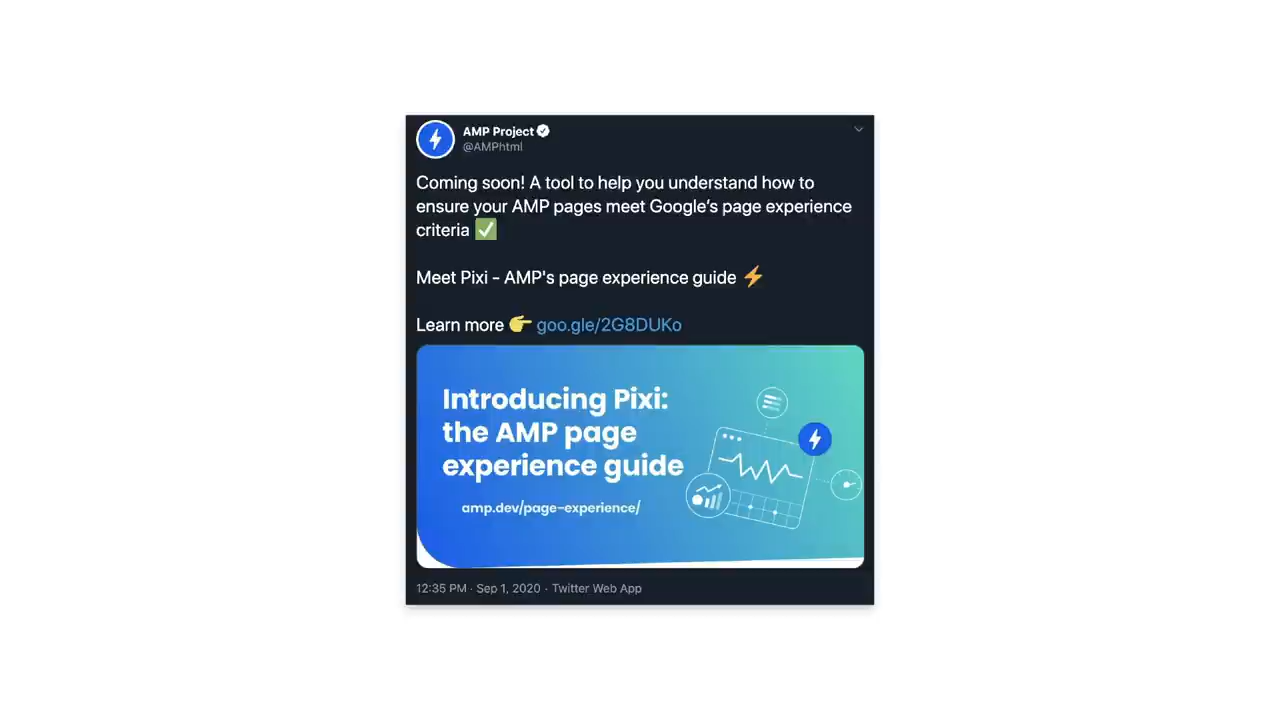 AMP Project
@AMPhtml
Coming soon! A tool to help you understand how to
ensure your AMP pages meet Google's page experience
criteria ✅
Meet Pixi - AMP's page experience guide ⚡
Learn more 👉 goo.gle/2G8DUKo
Introducing Pixi:
the AMP page
experience guide
amp.dev/page-experience/
12:35 PM · Sep 1, 2020 · Twitter Web App